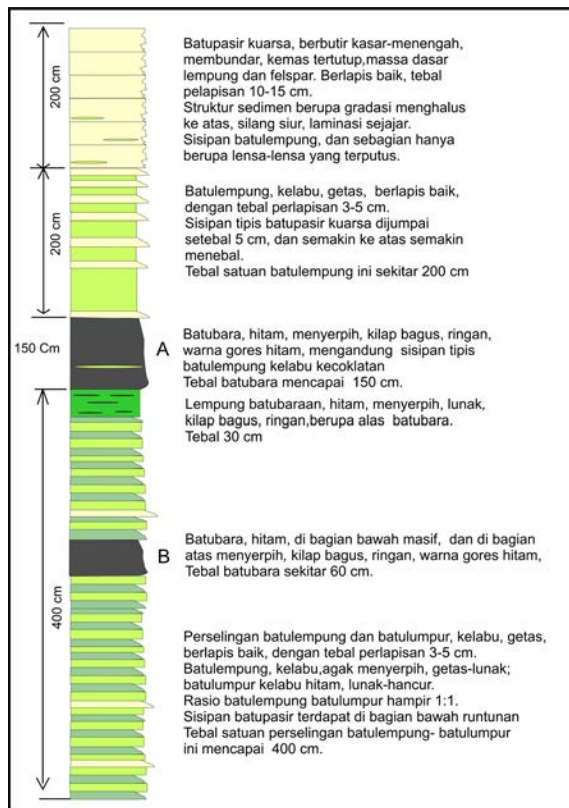 200 cm
Batupasir kuarsa, berbutir kasar-menengah,
membundar, kemas tertutup,massa dasar
lempung dan felspar. Berlapis baik, tebal
pelapisan 10-15 cm.
Struktur sedimen berupa gradasi menghalus
ke atas, silang siur, laminasi sejajar.
Sisipan batulempung, dan sebagian hanya
berupa lensa-lensa yang terputus.
200 cm
Batulempung, kelabu, getas, berlapis baik,
dengan tebal perlapisan 3-5 cm.
Sisipan tipis batupasir kuarsa dijumpai
setebal 5 cm, dan semakin ke atas semakin
menebal.
Tebal satuan batulempung ini sekitar 200 cm
150 Cm
A
Batubara, hitam, menyerpih, kilap bagus, ringan,
warna gores hitam, mengandung sisipan tipis
batulempung kelabu kecoklatan
Tebal batubara mencapai 150 cm.
Lempung batubaraan, hitam, menyerpih, lunak,
kilap bagus, ringan,berupa alas batubara.
Tebal 30 cm
400 cm
B
Batubara, hitam, di bagian bawah masif, dan di bagian
atas menyerpih, kilap bagus, ringan, warna gores hitam,
Tebal batubara sekitar 60 cm.
Perselingan batulempung dan batulumpur, kelabu, getas,
berlapis baik, dengan tebal perlapisan 3-5 cm.
Batulempung, kelabu,agak menyerpih, getas-lunak;
batulumpur kelabu hitam, lunak-hancur.
Rasio batulempung batulumpur hampir 1:1.
Sisipan batupasir terdapat di bagian bawah runtunan
Tebal satuan perselingan batulempung- batulumpur
ini mencapai 400 cm.